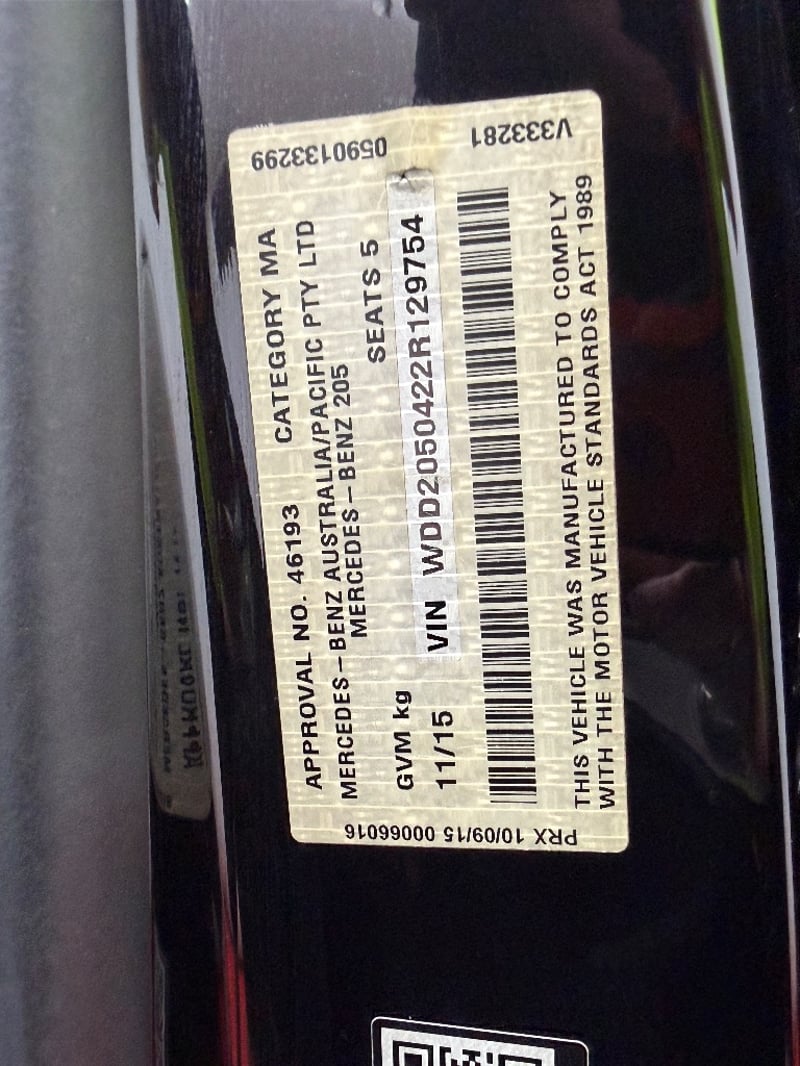 APPROVAL NO. 46193 CATEGORY MA
MERCEDES-BENZ AUSTRALIA/PACIFIC PTY LTD
MERCEDES-BENZ 205
SEATS 5
GVM kg
VIN WDD2050422R129754
11/15
THIS VEHICLE WAS MANUFACTURED TO COMPLY
WITH THE MOTOR VEHICLE STANDARDS ACT 1989
0590133299
V333281
PRX 10/09/15 00066016